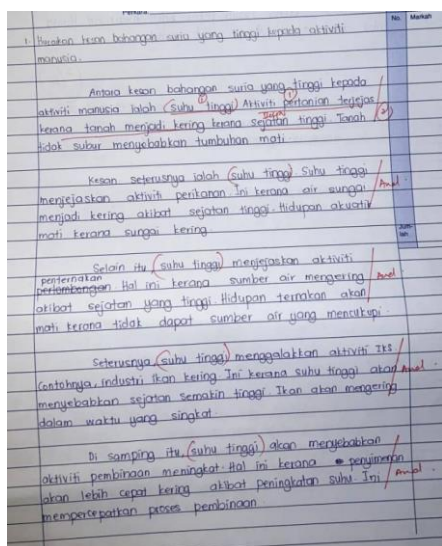 Perkara
No. Markah
1. Huraikan kesan bahangan suria yang tinggi kepada aktiviti
manusia.
Antara kesan bahangan suria yang tinggi kepada
aktiviti manusia ialah (suhu tinggi) Aktiviti pertanian terjejas
kerana tanah menjadi kering kerana sejatan tinggi. Tanah
tidak subur menyebabkan tumbuhan mati
Kesan seterusnya ialah (suhu tinggi). Suhu tinggi
menjejaskan aktiviti perikanan. Ini kerana air sungai
menjadi kering akibat sejatan tinggi. Hidupan akuatik
mati kerana sungai kering.
Selain itu, (suhu tinggi) menjejaskan aktiviti
penternakan
perlombongan. Hal ini kerana sumber air mengering
akibat sejatan yang tinggi. Hidupan ternakan akan
mati kerana tidak dapat sumber air yang mencukupi.
Seterusnya, (suhu tinggi) menggalakkan aktiviti IKS
Contohnya, industri ikan kering. Ini kerana suhu tinggi akan
menyebabkan sejatan semakin tinggi. Ikan akan mengering
dalam waktu yang singkat.
Di samping itu, (suhu tinggi) akan menyebabkan
aktiviti pembinaan meningkat. Hal ini kerana penyimenan
akan lebih cepat kering akibat peningkatan suhu. Ini
mempercepatkan proses pembinaan